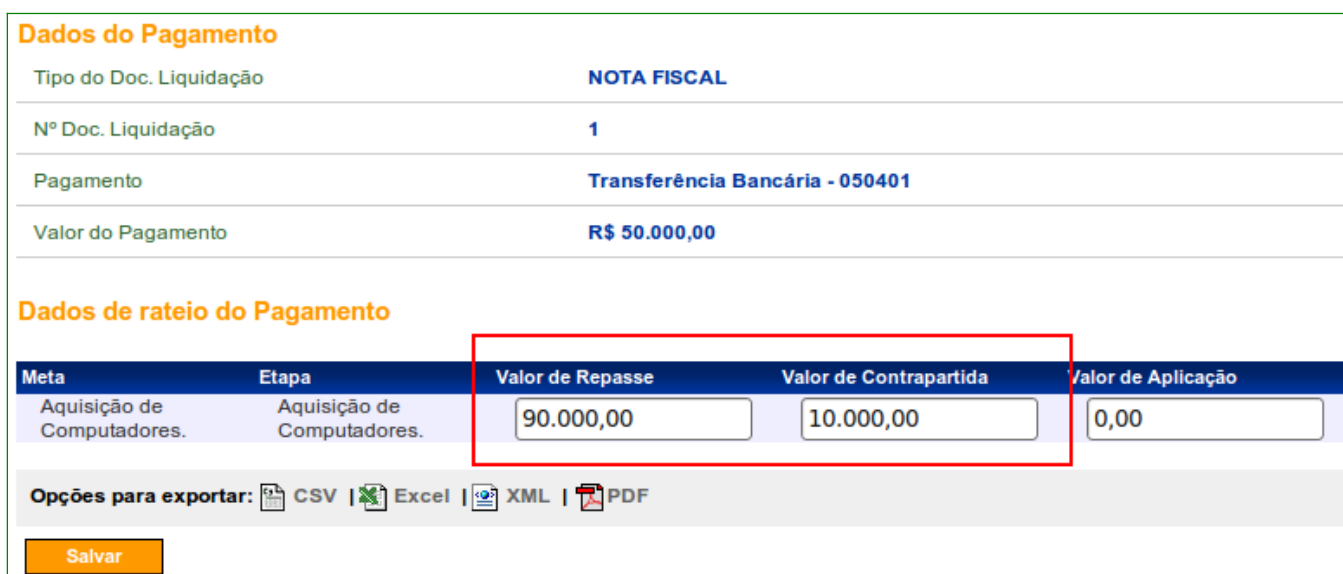 Dados do Pagamento
Tipo do Doc. Liquidação NOTA FISCAL
Nº Doc. Liquidação 1
Pagamento Transferência Bancária - 050401
Valor do Pagamento R$ 50.000,00
Dados de rateio do Pagamento
Meta Etapa Valor de Repasse Valor de Contrapartida Valor de Aplicação
Aquisição de Computadores. Aquisição de Computadores. 90.000,00 10.000,00 0,00
Opções para exportar: CSV | Excel | XML | PDF
Salvar